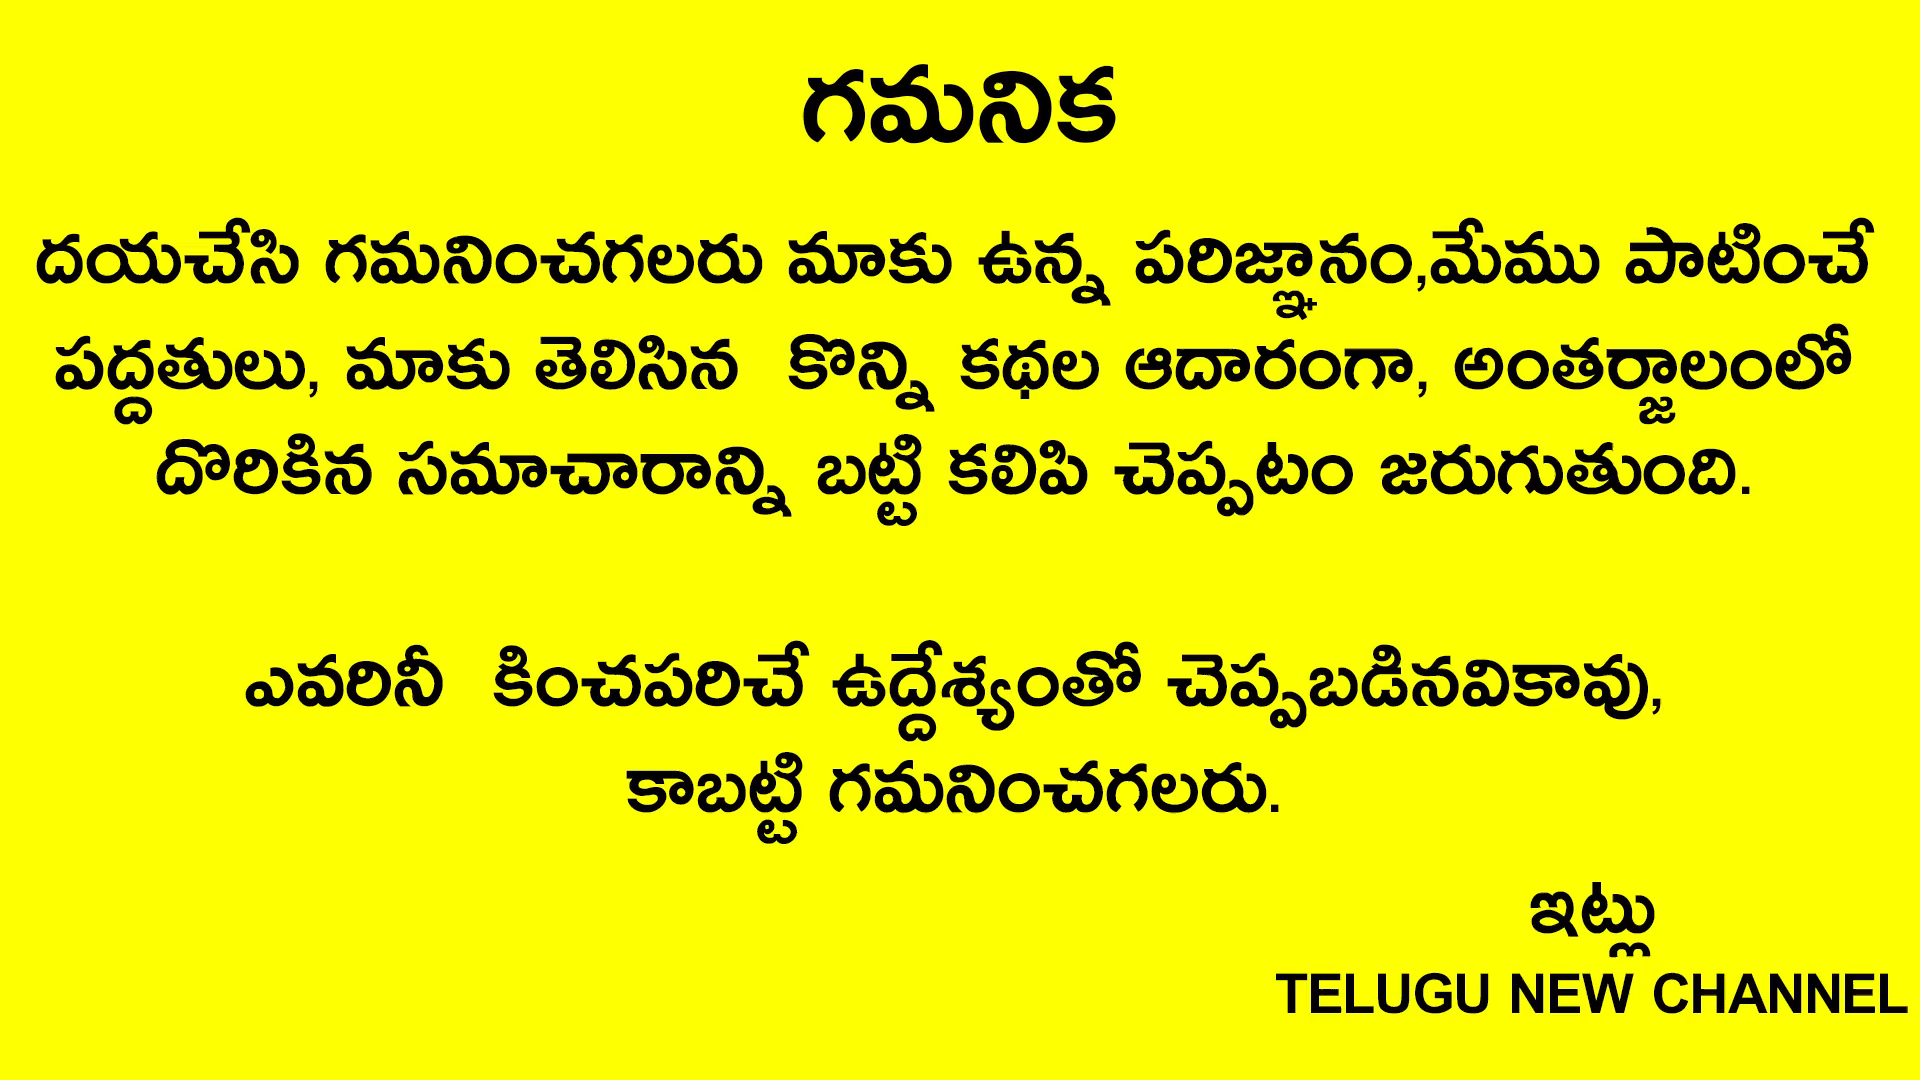 గమనిక
దయచేసి గమనించగలరు మాకు ఉన్న పరిజ్ఞానం,మేము పాటించే
పద్దతులు, మాకు తెలిసిన కొన్ని కథల ఆదారంగా, అంతర్జాలంలో
దొరికిన సమాచారాన్ని బట్టి కలిపి చెప్పటం జరుగుతుంది.
ఎవరినీ కించపరిచే ఉద్దేశ్యంతో చెప్పబడినవికావు,
కాబట్టి గమనించగలరు.
ఇట్లు
TELUGU NEW CHANNEL